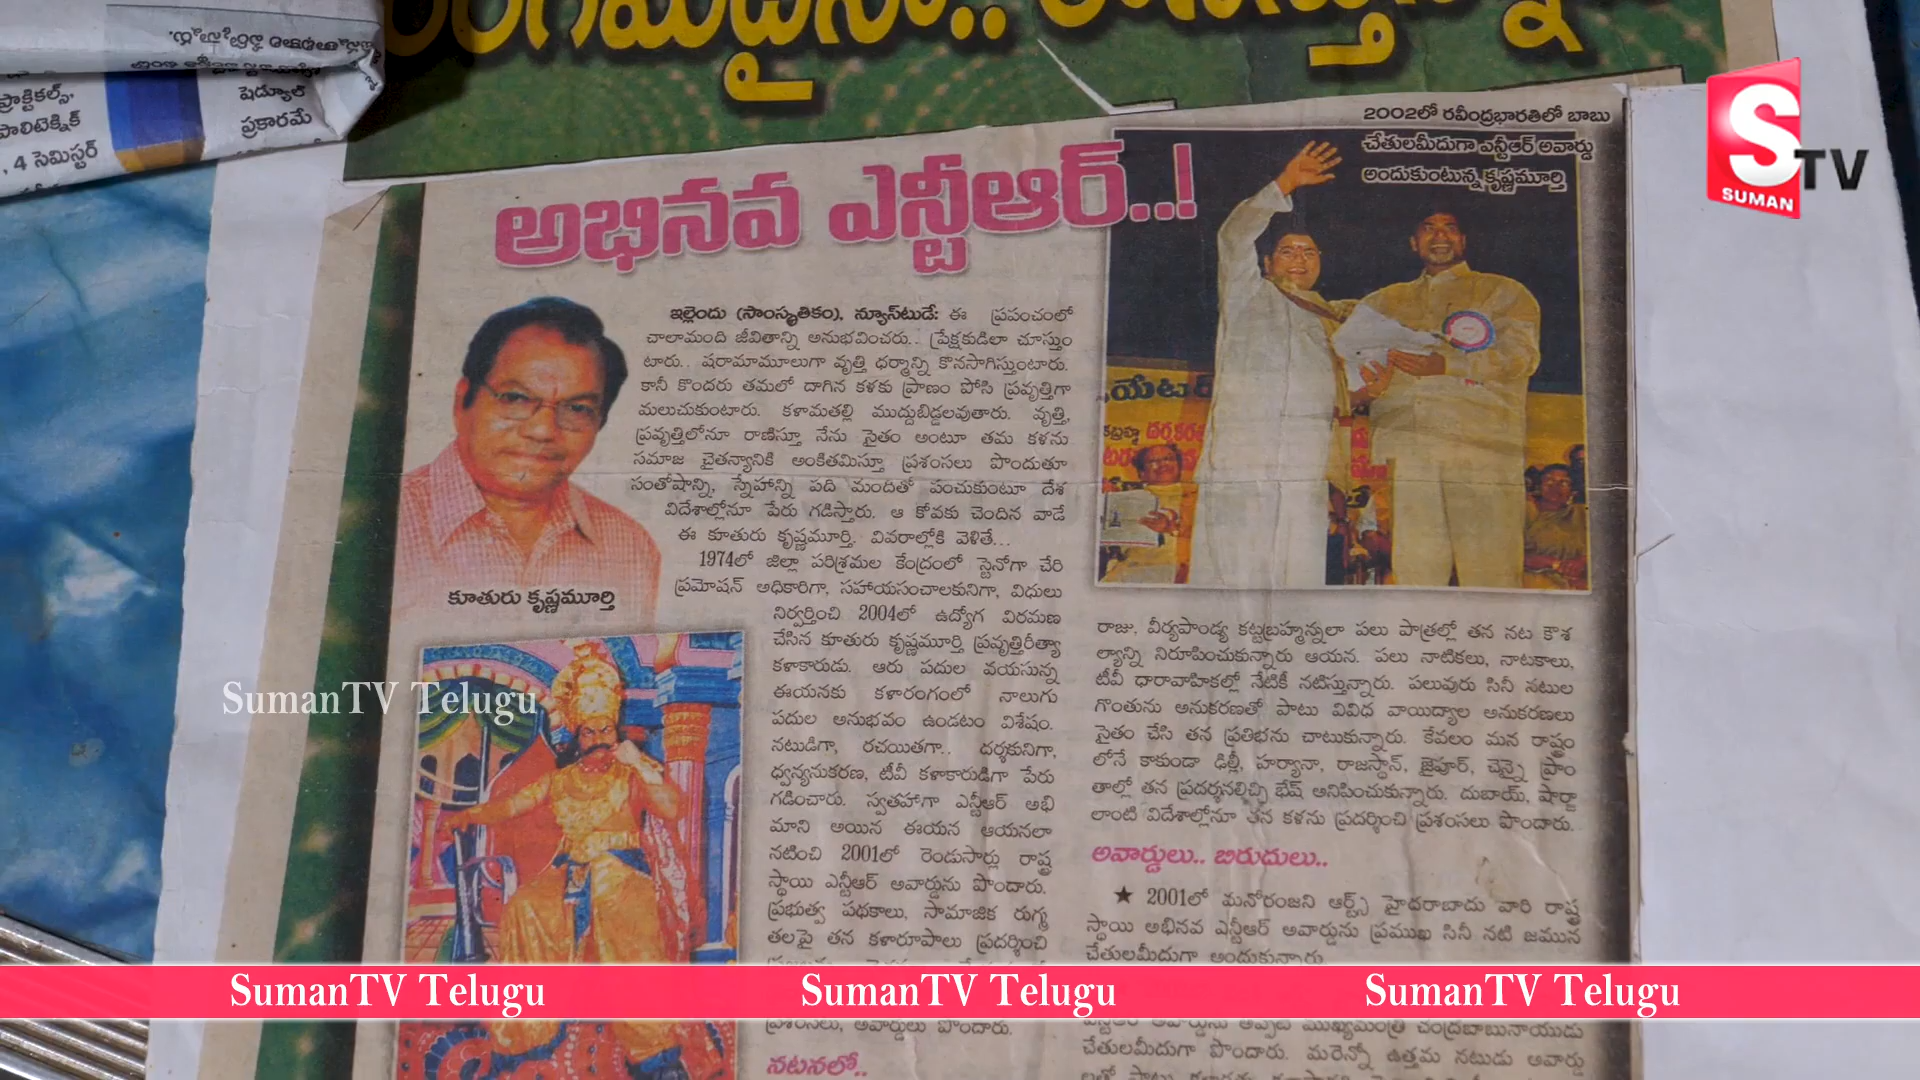 షెడ్యూల్
ప్రాక్టికల్స్,
ప్రకారమే
పాలిటెక్నిక్
, 4 సెమిస్టర్
S
SUMAN
TV
2002లో రవీంద్రభారతిలో బాబు
చేతులమీదుగా ఎన్టీఆర్ అవార్డు
అందుకుంటున్న కృష్ణమూర్తి
అభినవ ఎన్టీఆర్..!
ఇల్లెందు (సాంస్కృతికం), న్యూస్‌టుడే: ఈ ప్రపంచంలో
చాలామంది జీవితాన్ని అనుభవించరు.. ప్రేక్షకుడిలా చూస్తుం
టారు.. షరామామూలుగా వృత్తి ధర్మాన్ని కొనసాగిస్తుంటారు.
కానీ కొందరు తమలో దాగిన కళకు ప్రాణం పోసి ప్రవృత్తిగా
మలుచుకుంటారు. కళామతల్లి ముద్దుబిడ్డలవుతారు. వృత్తి,
ప్రవృత్తిలోనూ రాణిస్తూ నేను సైతం అంటూ తమ కళను
సమాజ చైతన్యానికి అంకితమిస్తూ ప్రశంసలు పొందుతూ
సంతోషాన్ని, స్నేహాన్ని పది మందితో పంచుకుంటూ దేశ
విదేశాల్లోనూ పేరు గడిస్తారు. ఆ కోవకు చెందిన వాడే
ఈ కూతురు కృష్ణమూర్తి. వివరాల్లోకి వెళితే...
1974లో జిల్లా పరిశ్రమల కేంద్రంలో స్టెనోగా చేరి
ప్రమోషన్ అధికారిగా, సహాయసంచాలకునిగా, విధులు
నిర్వర్తించి 2004లో ఉద్యోగ విరమణ
చేసిన కూతురు కృష్ణమూర్తి ప్రవృత్తిరీత్యా
కళాకారుడు. ఆరు పదుల వయసున్న
ఈయనకు కళారంగంలో నాలుగు
పదుల అనుభవం ఉండటం విశేషం.
నటుడిగా, రచయితగా.. దర్శకునిగా,
ధ్వన్యనుకరణ, టీవీ కళాకారుడిగా పేరు
గడించారు. స్వతహాగా ఎన్టీఆర్ అభి
మాని అయిన ఈయన ఆయనలా
నటించి 2001లో రెండుసార్లు రాష్ట్ర
స్థాయి ఎన్టీఆర్ అవార్డును పొందారు.
ప్రభుత్వ పథకాలు, సామాజిక రుగ్మ
తలపై తన కళారూపాలు ప్రదర్శించి
ప్రశంసలు, అవార్డులు పొందారు.
నటనలో..
కూతురు కృష్ణమూర్తి
రాజు, వీర్యపాండ్య కట్టబ్రహ్మన్నలా పలు పాత్రల్లో తన నట కౌశ
ల్యాన్ని నిరూపించుకున్నారు ఆయన. పలు నాటికలు, నాటకాలు,
టీవీ ధారావాహికల్లో నేటికీ నటిస్తున్నారు. పలువురు సినీ నటుల
గొంతును అనుకరణతో పాటు వివిధ వాయిద్యాల అనుకరణలు
సైతం చేసి తన ప్రతిభను చాటుకున్నారు. కేవలం మన రాష్ట్రం
లోనే కాకుండా ఢిల్లీ, హర్యానా, రాజస్థాన్, జైపూర్, చెన్నై ప్రాం
తాల్లో తన ప్రదర్శనలిచ్చి భేష్ అనిపించుకున్నారు. దుబాయ్, షార్జా
లాంటి విదేశాల్లోనూ తన కళను ప్రదర్శించి ప్రశంసలు పొందారు.
అవార్డులు.. బిరుదులు..
★ 2001లో మనోరంజని ఆర్ట్స్ హైదరాబాదు వారి రాష్ట్ర
స్థాయి అభినవ ఎన్టీఆర్ అవార్డును ప్రముఖ సినీ నటి జమున
చేతులమీదుగా అందుకున్నారు.
ఎన్టీఆర్ అవార్డును అప్పటి ముఖ్యమంత్రి చంద్రబాబునాయుడు
చేతులమీదుగా పొందారు. మరెన్నో ఉత్తమ నటుడు అవార్డు
SumanTV Telugu
SumanTV Telugu SumanTV Telugu SumanTV Telugu